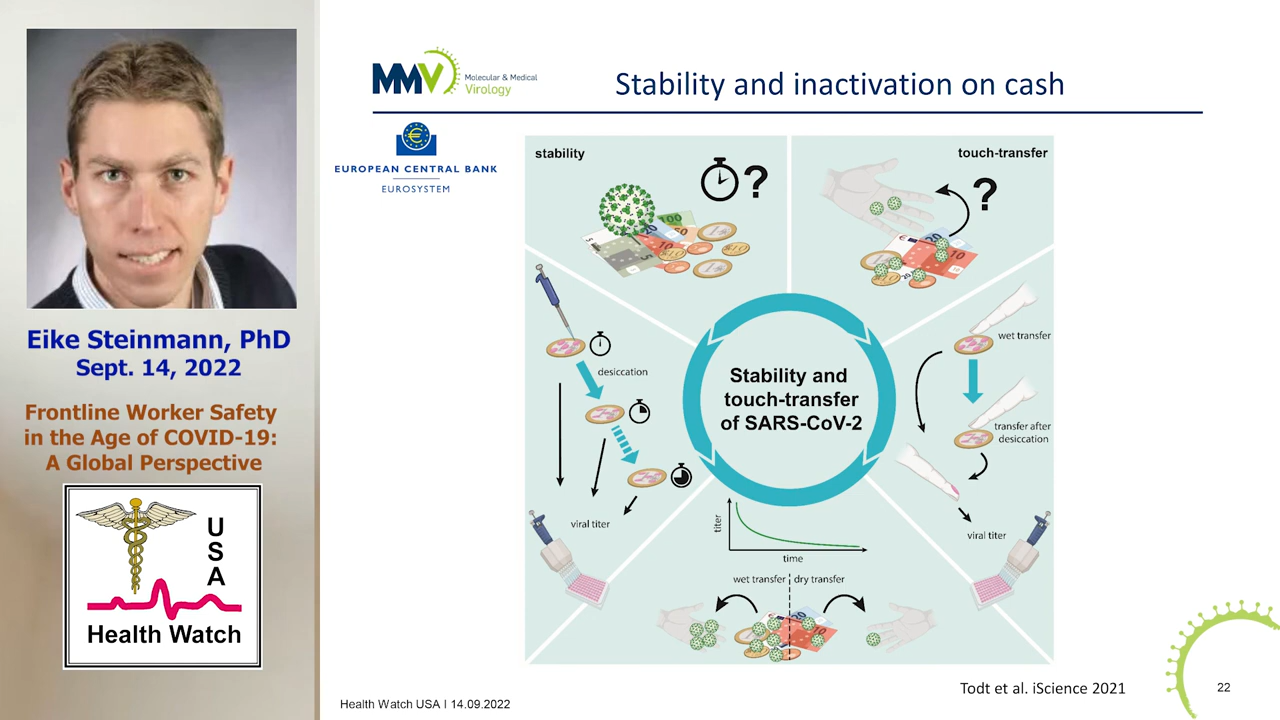 Eike Steinmann, PhD
Sept. 14, 2022
Frontline Worker Safety
in the Age of COVID-19:
A Global Perspective
U
S
A
Health Watch
MMV Molecular & Medical
Virology
Stability and inactivation on cash
EUROPEAN CENTRAL BANK
EUROSYSTEM
stability
?
touch-transfer
?
desiccation
viral titer
Stability and
touch-transfer
of SARS-CoV-2
wet transfer
transfer after
desiccation
viral titer
titer
time
wet transfer
dry transfer
Todt et al. iScience 2021
22
Health Watch USA I 14.09.2022